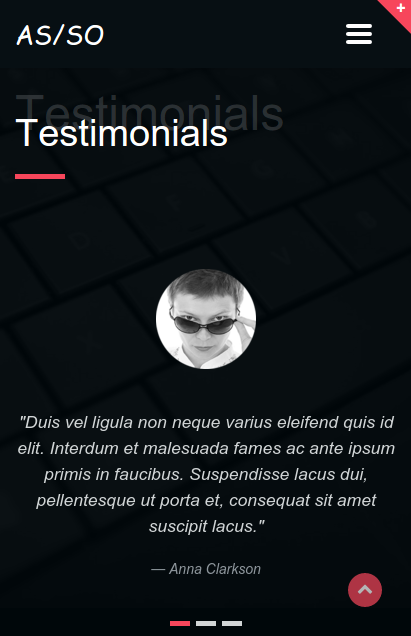 AS/SO
Testimonials
Testimonials
"Duis vel ligula non neque varius eleifend quis id
elit. Interdum et malesuada fames ac ante ipsum
primis in faucibus. Suspendisse lacus dui,
pellentesque ut porta et, consequat sit amet
suscipit lacus."
— Anna Clarkson